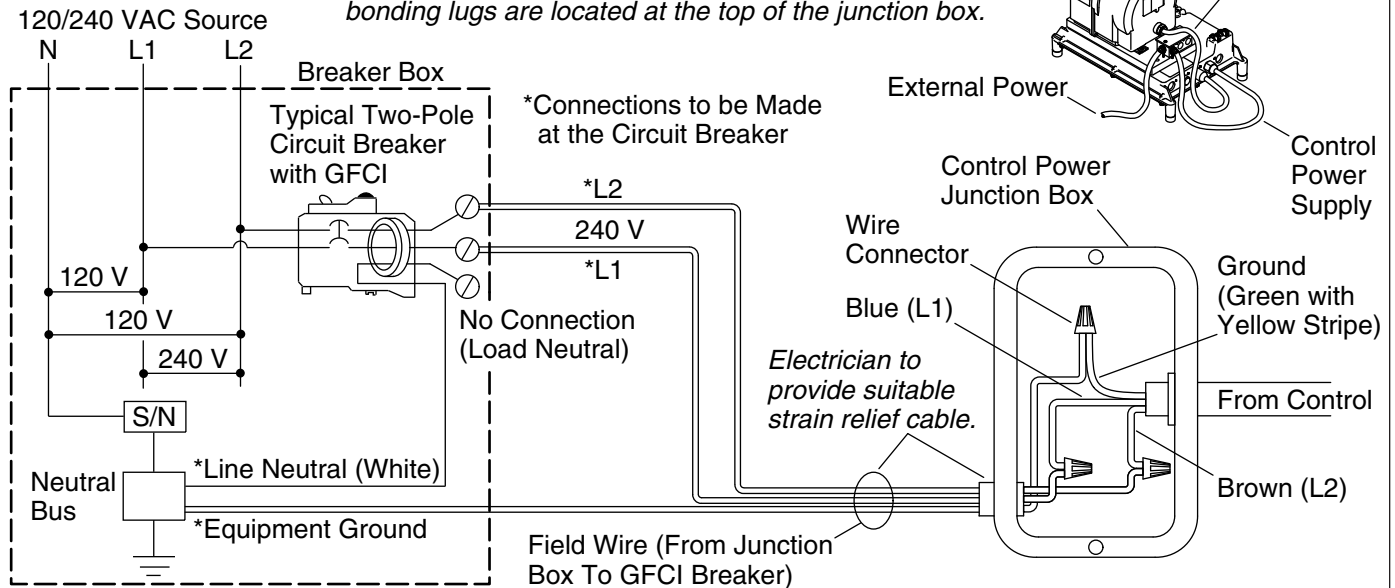 bonding lugs are located at the top of the junction box.
120/240 VAC Source
N L1 L2
Breaker Box
Typical Two-Pole
Circuit Breaker
with GFCI
*Connections to be Made
at the Circuit Breaker
External Power
Control
Power
Supply
Control Power
Junction Box
*L2
240 V
*L1
Wire
Connector
Ground
(Green with
Yellow Stripe)
Blue (L1)
120 V
120 V
240 V
No Connection
(Load Neutral)
Electrician to
provide suitable
strain relief cable.
From Control
S/N
Neutral
Bus
*Line Neutral (White)
*Equipment Ground
Brown (L2)
Field Wire (From Junction
Box To GFCI Breaker)